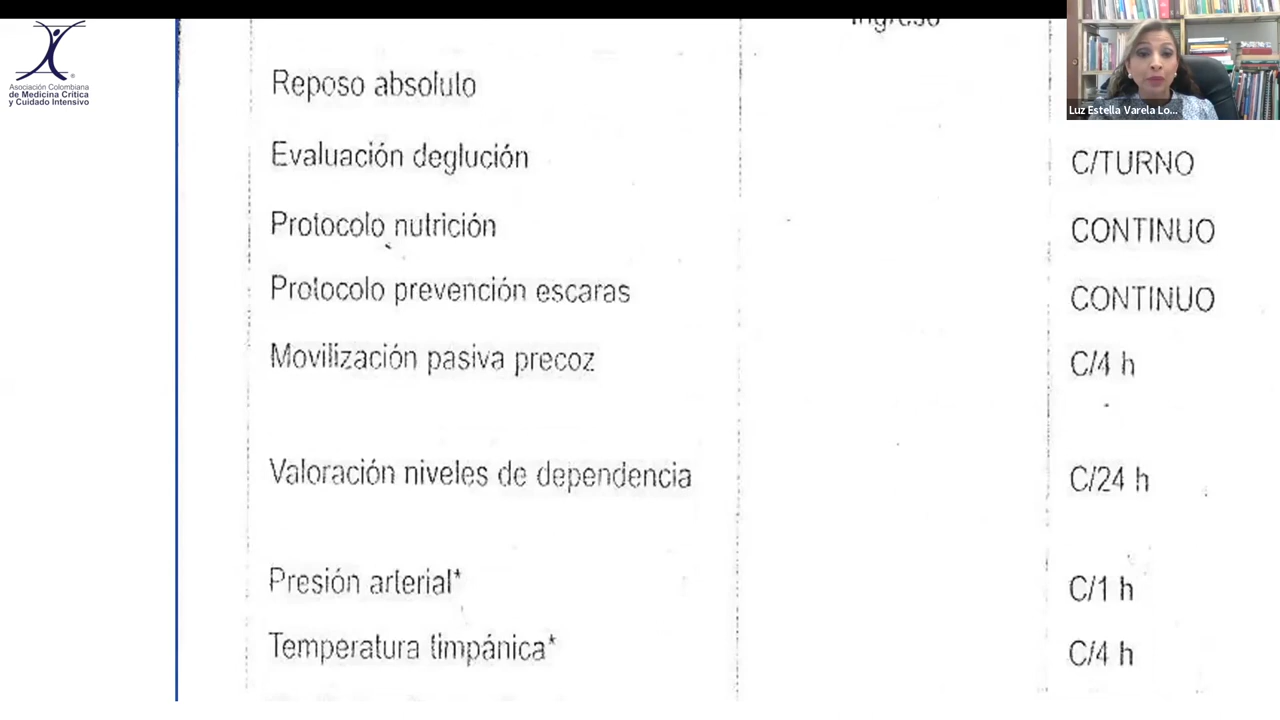 Ingreso
Asociación Colombiana
de Medicina Crítica
y Cuidado Intensivo
Luz Estella Varela Lo...
Reposo absoluto
Evaluación deglución C/TURNO
Protocolo nutrición CONTINUO
Protocolo prevención escaras CONTINUO
Movilización pasiva precoz C/4 h
Valoración niveles de dependencia C/24 h
Presión arterial* C/1 h
Temperatura timpánica* C/4 h